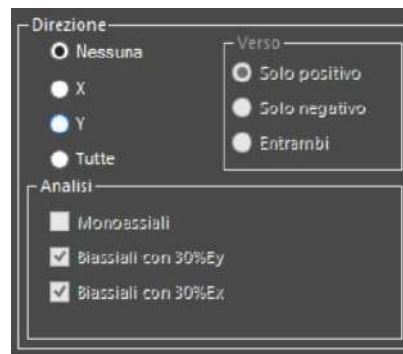 Direzione
Nessuna
X
Y
Tutte
Verso
Solo positivo
Solo negativo
Entrambi
Analisi
Monoassiali
Biassiali con 30%Ey
Biassiali con 30%Ex